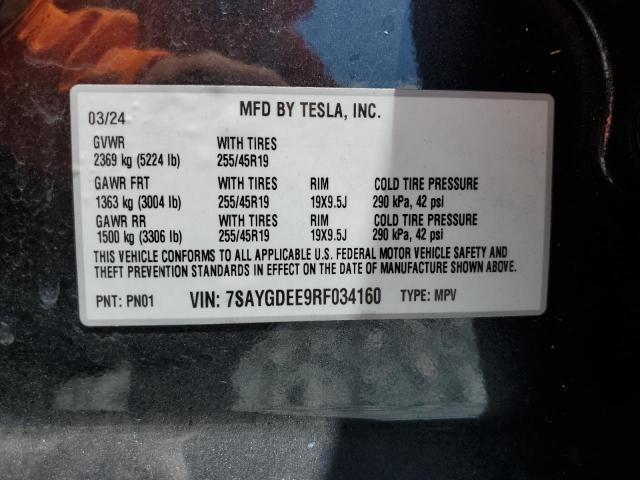 03/24 MFD BY TESLA, INC.
GVWR WITH TIRES
2369 kg (5224 lb) 255/45R19
GAWR FRT WITH TIRES RIM COLD TIRE PRESSURE
1363 kg (3004 lb) 255/45R19 19X9.5J 290 kPa, 42 psi
GAWR RR WITH TIRES RIM COLD TIRE PRESSURE
1500 kg (3306 lb) 255/45R19 19X9.5J 290 kPa, 42 psi
THIS VEHICLE CONFORMS TO ALL APPLICABLE U.S. FEDERAL MOTOR VEHICLE SAFETY AND
THEFT PREVENTION STANDARDS IN EFFECT ON THE DATE OF MANUFACTURE SHOWN ABOVE.
PNT: PN01 VIN: 7SAYGDEE9RF034160 TYPE: MPV